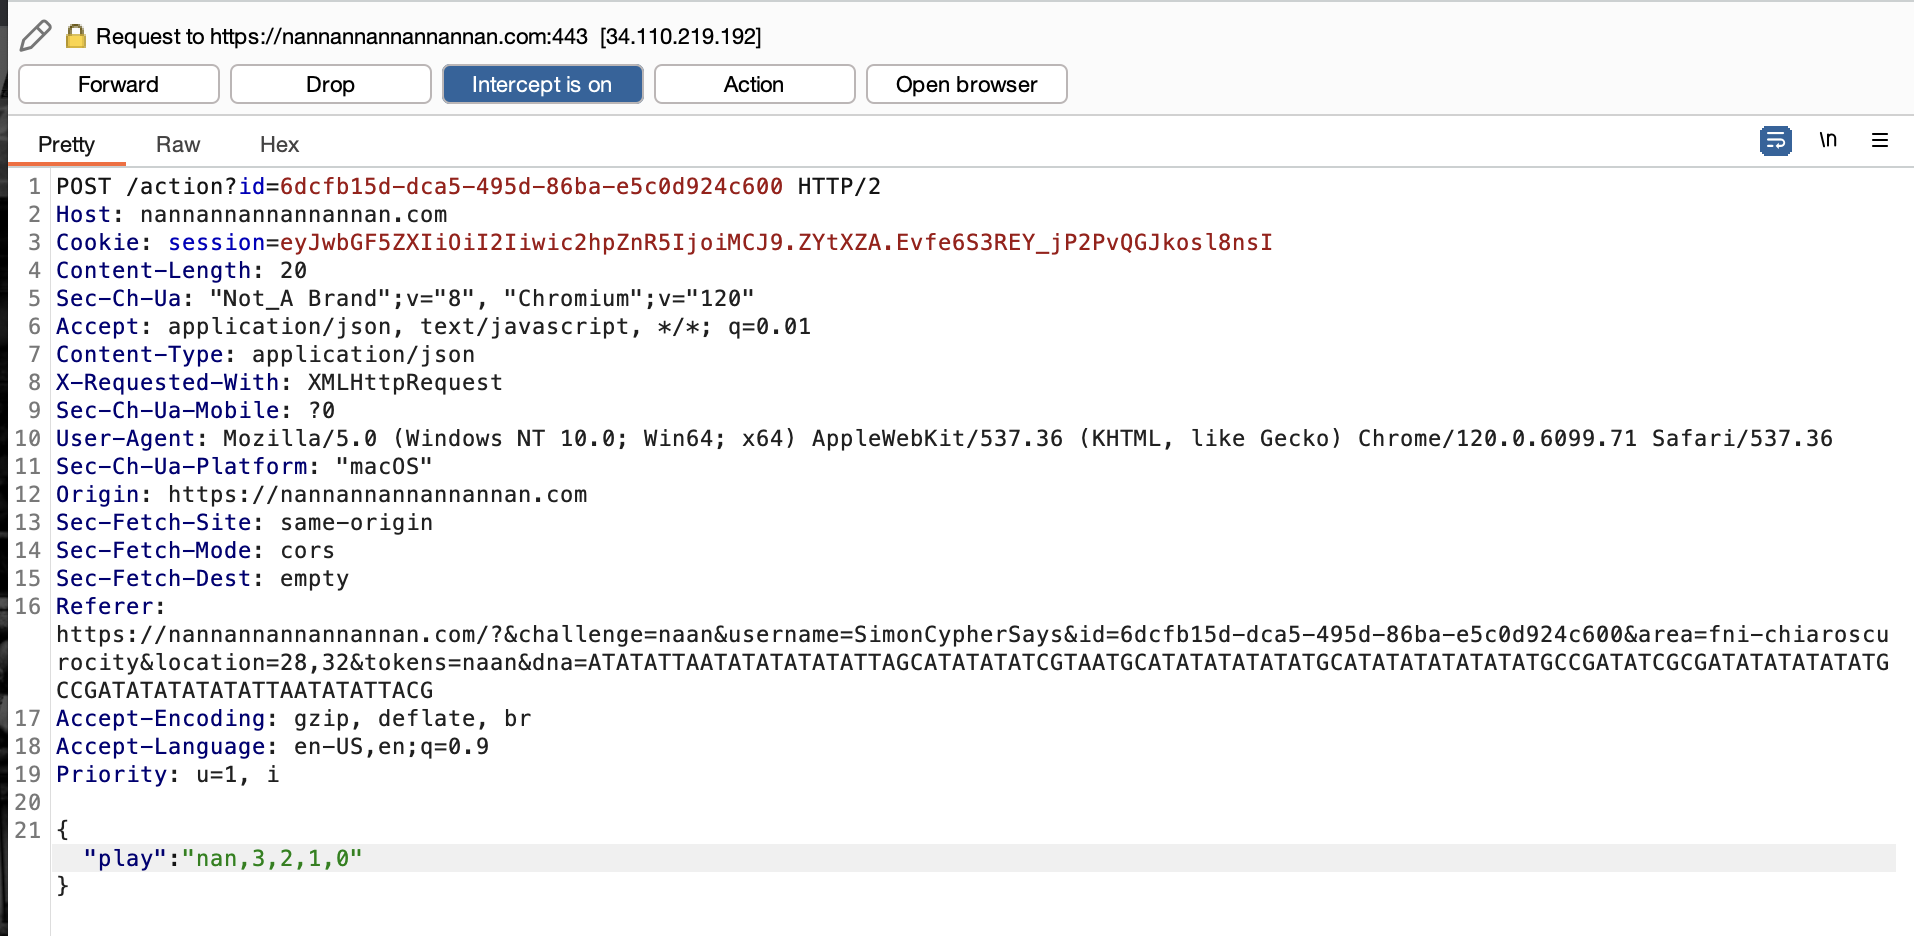 Request to https://nannannannannannan.com:443 [34.110.219.192]
Forward Drop Intercept is on Action Open browser
Pretty Raw Hex \n
1 POST /action?id=6dcfb15d-dca5-495d-86ba-e5c0d924c600 HTTP/2
2 Host: nannannannannannan.com
3 Cookie: session=eyJwbGF5ZXIiOiI2Iiwic2hpZnR5IjoiMCJ9.ZYtXZA.Evfe6S3REY_jP2PvQGJkosl8nsI
4 Content-Length: 20
5 Sec-Ch-Ua: "Not_A Brand";v="8", "Chromium";v="120"
6 Accept: application/json, text/javascript, */*; q=0.01
7 Content-Type: application/json
8 X-Requested-With: XMLHttpRequest
9 Sec-Ch-Ua-Mobile: ?0
10 User-Agent: Mozilla/5.0 (Windows NT 10.0; Win64; x64) AppleWebKit/537.36 (KHTML, like Gecko) Chrome/120.0.6099.71 Safari/537.36
11 Sec-Ch-Ua-Platform: "macOS"
12 Origin: https://nannannannannannan.com
13 Sec-Fetch-Site: same-origin
14 Sec-Fetch-Mode: cors
15 Sec-Fetch-Dest: empty
16 Referer:
https://nannannannannannan.com/?&challenge=naan&username=SimonCypherSays&id=6dcfb15d-dca5-495d-86ba-e5c0d924c600&area=fni-chiaroscu
rocity&location=28,32&tokens=naan&dna=ATATATTAATATATATATATATTAGCATATATATCGTAATGCATATATATATATGCATATATATATATATGCCGATATCGCGATATATATATATG
CCGATATATATATATTAATATATTACG
17 Accept-Encoding: gzip, deflate, br
18 Accept-Language: en-US,en;q=0.9
19 Priority: u=1, i
20
21 {
"play":"nan,3,2,1,0"
}